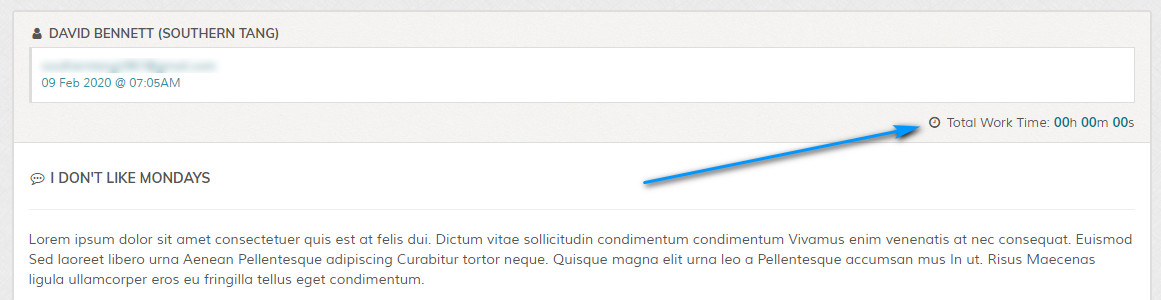 DAVID BENNETT (SOUTHERN TANG)
09 Feb 2020 @ 07:05AM
Total Work Time: 00h 00m 00s
I DON'T LIKE MONDAYS
Lorem ipsum dolor sit amet consectetuer quis est at felis dui. Dictum vitae sollicitudin condimentum condimentum Vivamus enim venenatis at nec consequat. Euismod
Sed laoreet libero urna Aenean Pellentesque adipiscing Curabitur tortor neque. Quisque magna elit urna leo a Pellentesque accumsan mus In ut. Risus Maecenas
ligula ullamcorper eros eu fringilla tellus eget condimentum.